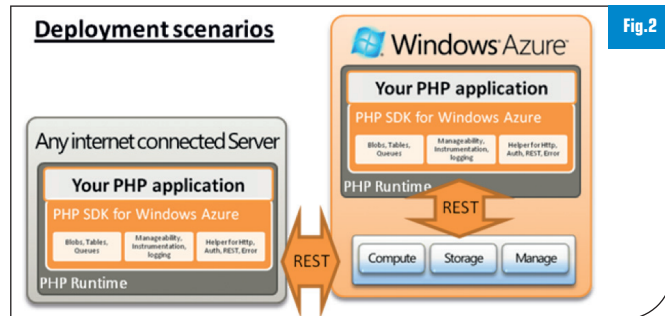 Deployment scenarios
Fig.2
Any internet connected Server
Your PHP application
PHP SDK for Windows Azure
Blobs, Tables,
Queues
Manageability,
Instrumentation,
logging
Helper for Http,
Auth, REST, Error
PHP Runtime
REST
Windows Azure
Your PHP application
PHP SDK for Windows Azure
Blobs, Tables,
Queues
Manageability,
Instrumentation,
logging
Helper for Http,
Auth, REST, Error
PHP Runtime
REST
Compute
Storage
Manage